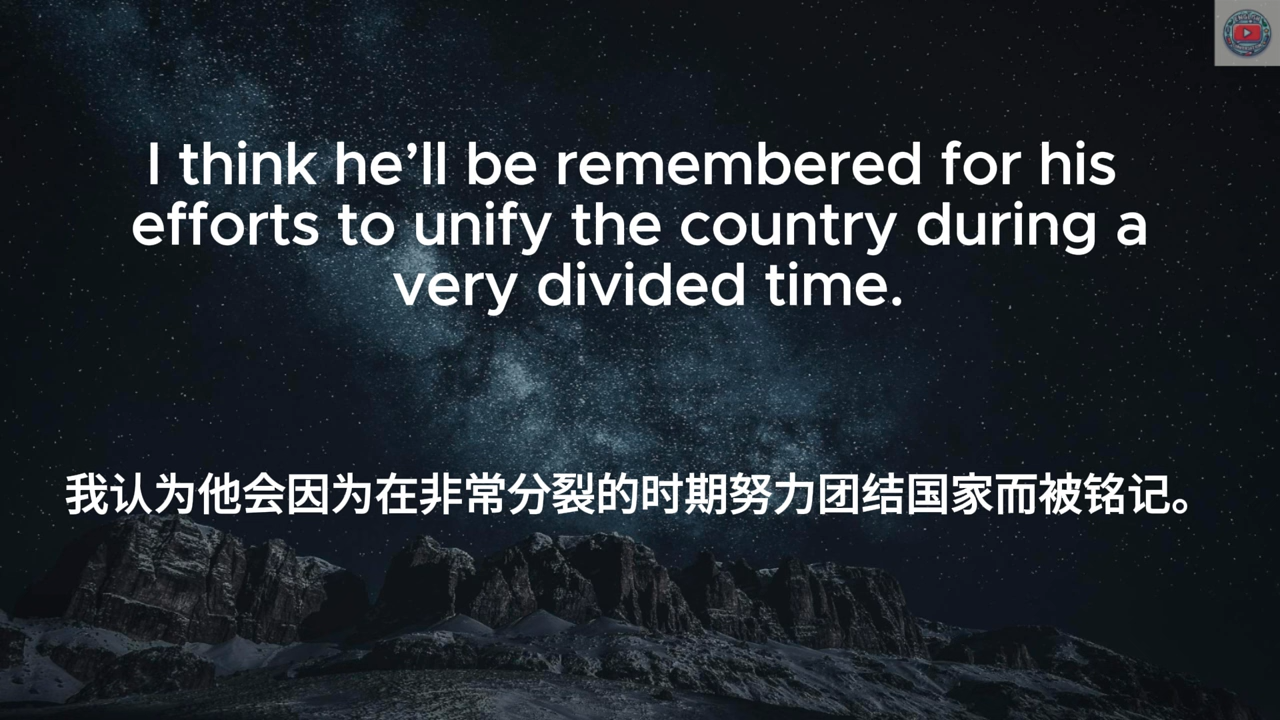 I think he’ll be remembered for his
efforts to unify the country during a
very divided time.
我认为他会因为在非常分裂的时期努力团结国家而被铭记。